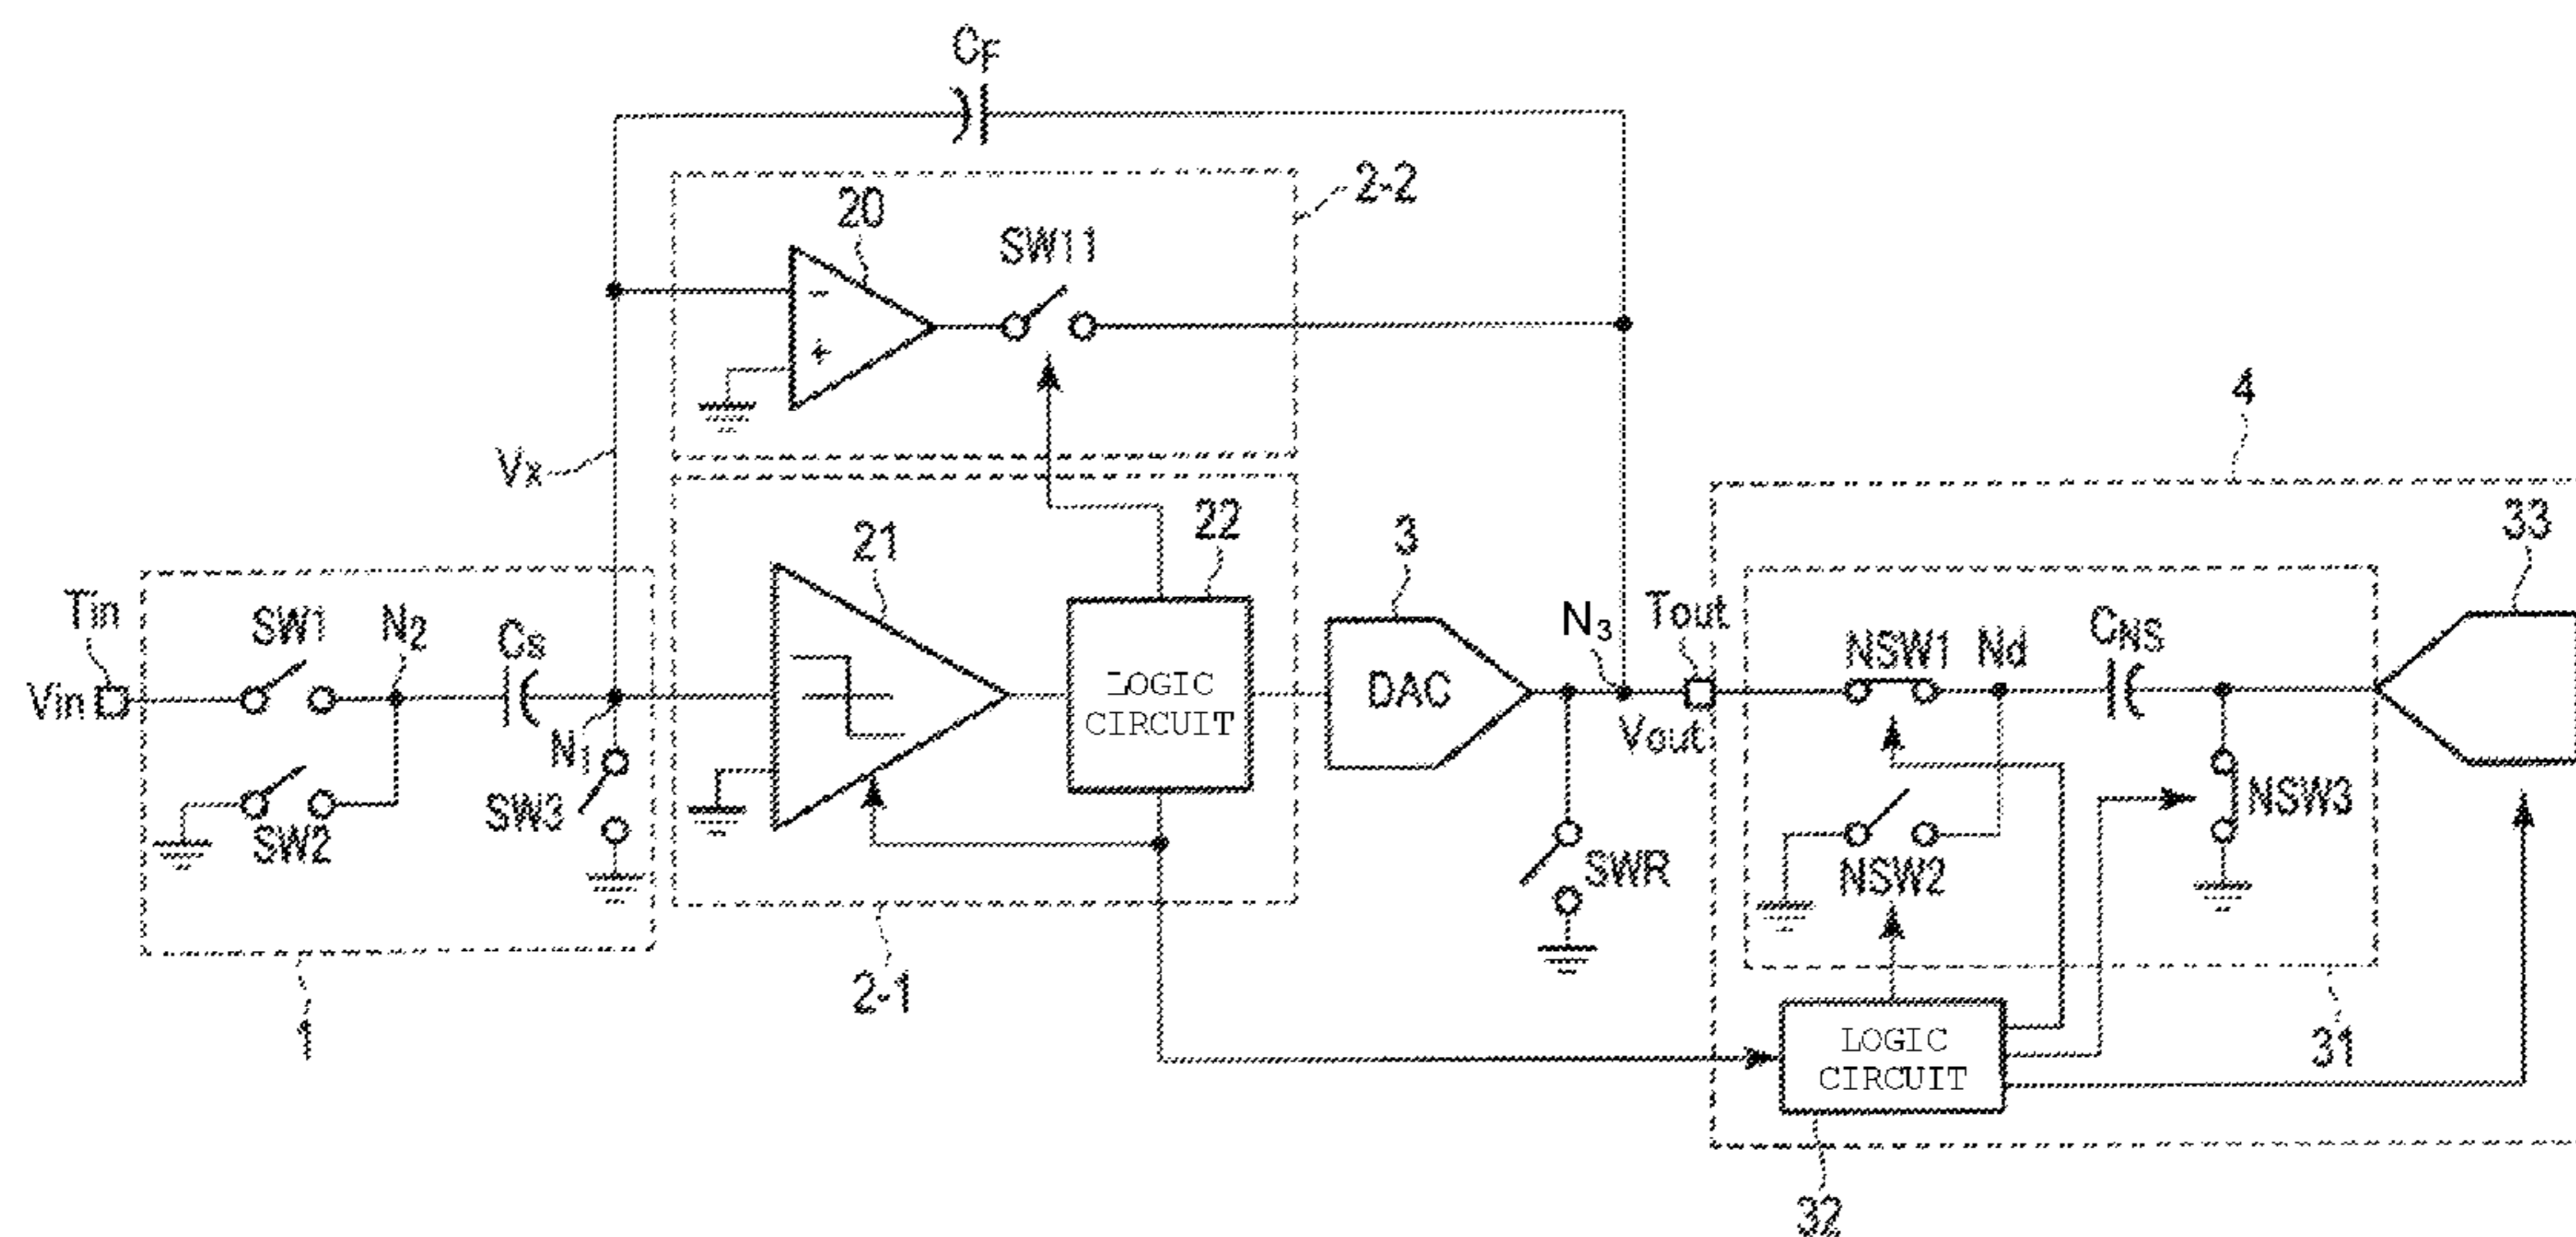 CF
2-2
20
SW11
- 
+
4
Vx
33
22
21
3
Tin
SW1
N2
Cs
N3
Tout
CNS
NSW1
Nd
Vin
LOGIC
CIRCUIT
DAC
N1
Vout
SW3
NSW3
SW2
SWR
NSW2
2-1
1
LOGIC
CIRCUIT
31
32